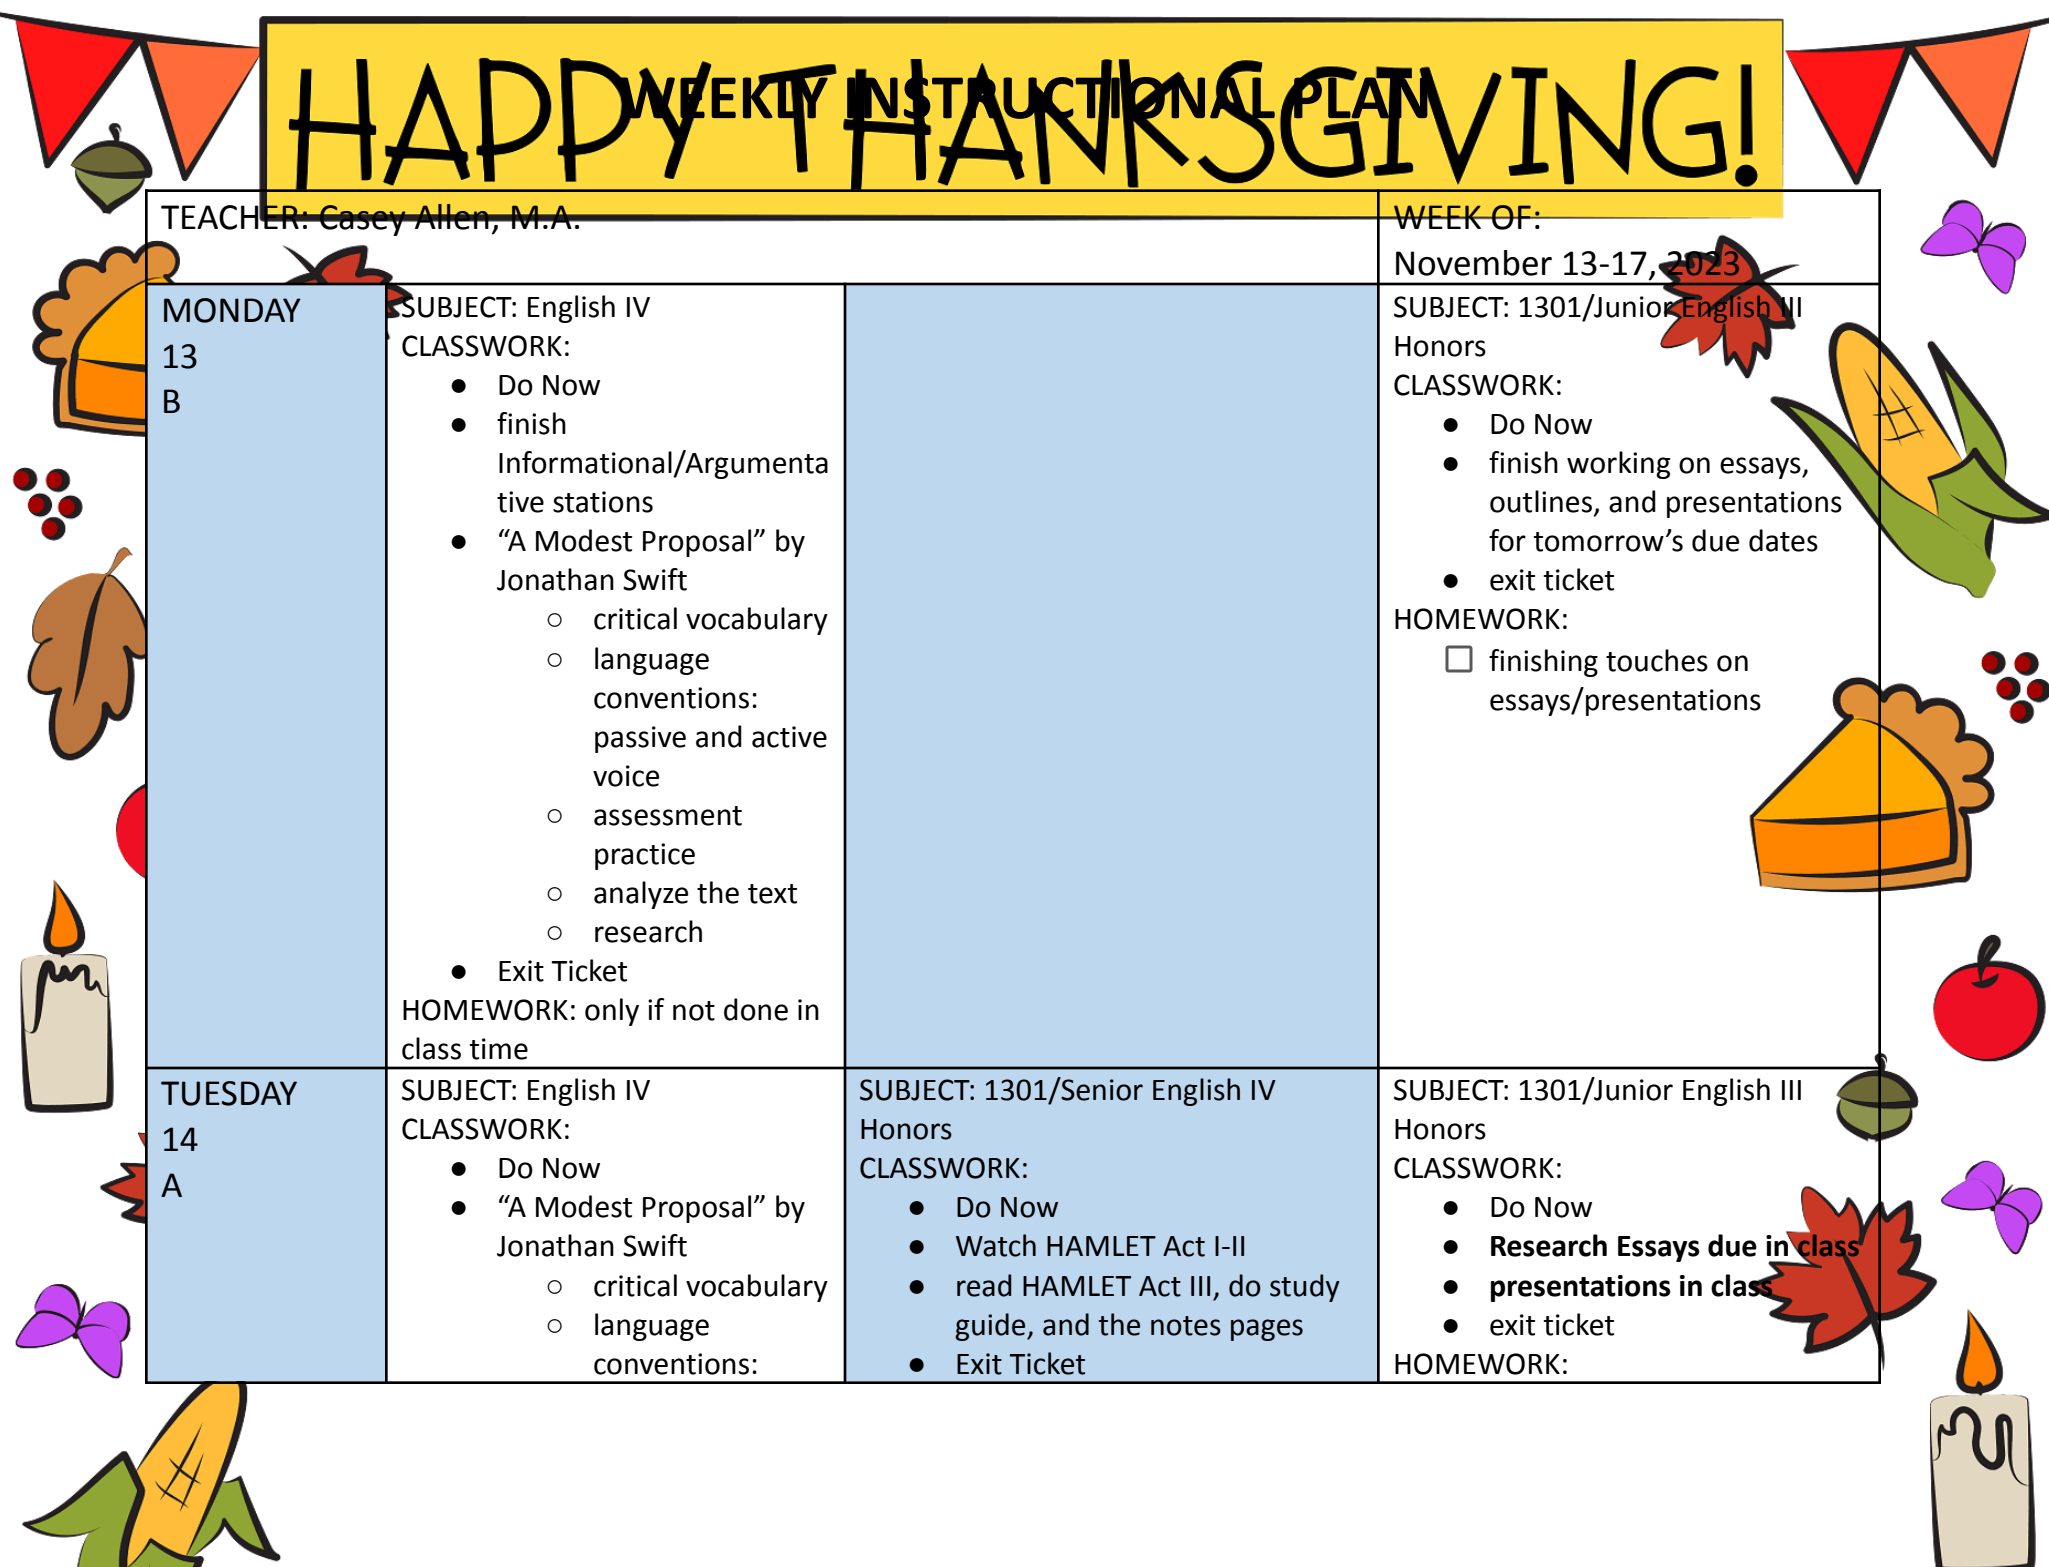 HAPPY THANKSGIVING!
WEEKLY INSTRUCTIONAL PLAN
TEACHER: Casey Allen, M.A.
WEEK OF:
November 13-17, 2023
MONDAY
13
B
SUBJECT: English IV
CLASSWORK:
● Do Now
● finish
Informational/Argumenta
tive stations
● “A Modest Proposal” by
Jonathan Swift
○ critical vocabulary
○ language
conventions:
passive and active
voice
○ assessment
practice
○ analyze the text
○ research
● Exit Ticket
HOMEWORK: only if not done in
class time
SUBJECT: 1301/Junior English III
Honors
CLASSWORK:
● Do Now
● finish working on essays,
outlines, and presentations
for tomorrow’s due dates
● exit ticket
HOMEWORK:
☐ finishing touches on
essays/presentations
TUESDAY
14
A
SUBJECT: English IV
CLASSWORK:
● Do Now
● “A Modest Proposal” by
Jonathan Swift
○ critical vocabulary
○ language
conventions:
SUBJECT: 1301/Senior English IV
Honors
CLASSWORK:
● Do Now
● Watch HAMLET Act I-II
● read HAMLET Act III, do study
guide, and the notes pages
● Exit Ticket
SUBJECT: 1301/Junior English III
Honors
CLASSWORK:
● Do Now
● Research Essays due in class
● presentations in class
● exit ticket
HOMEWORK: